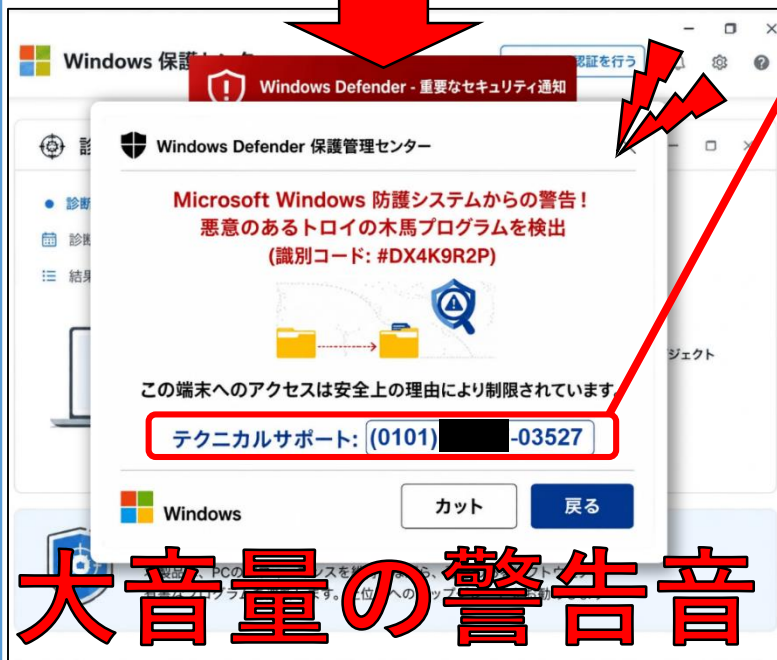 Windows 保護
認証を行う
Windows Defender - 重要なセキュリティ通知
Windows Defender 保護管理センター
Microsoft Windows 防護システムからの警告！
悪意のあるトロイの木馬プログラムを検出
(識別コード: #DX4K9R2P)
診断
診断
結果
ジェクト
この端末へのアクセスは安全上の理由により制限されています。
テクニカルサポート: (0101) -03527
Windows
カット
戻る
大音量の警告音